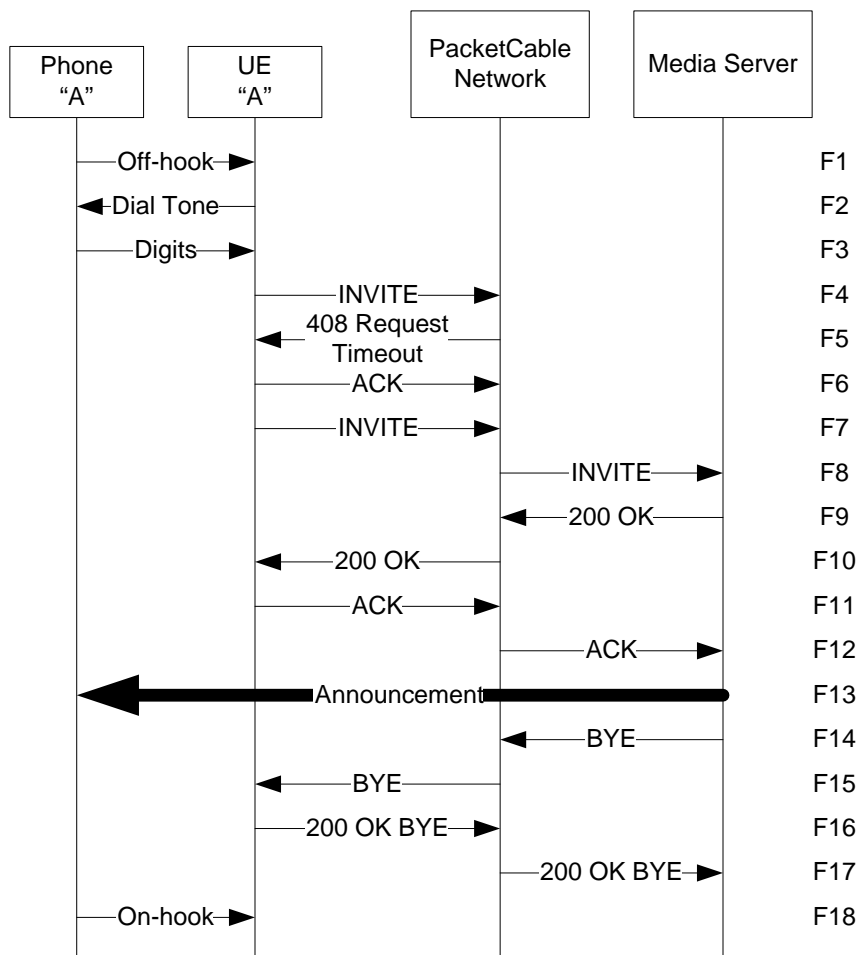 Phone
“A”
UE
“A”
PacketCable
Network
Media Server
Off-hook
F1
Dial Tone
F2
Digits
F3
INVITE
F4
408 Request
Timeout
F5
ACK
F6
INVITE
F7
INVITE
F8
200 OK
F9
200 OK
F10
ACK
F11
ACK
F12
Announcement
F13
BYE
F14
BYE
F15
200 OK BYE
F16
200 OK BYE
F17
On-hook
F18